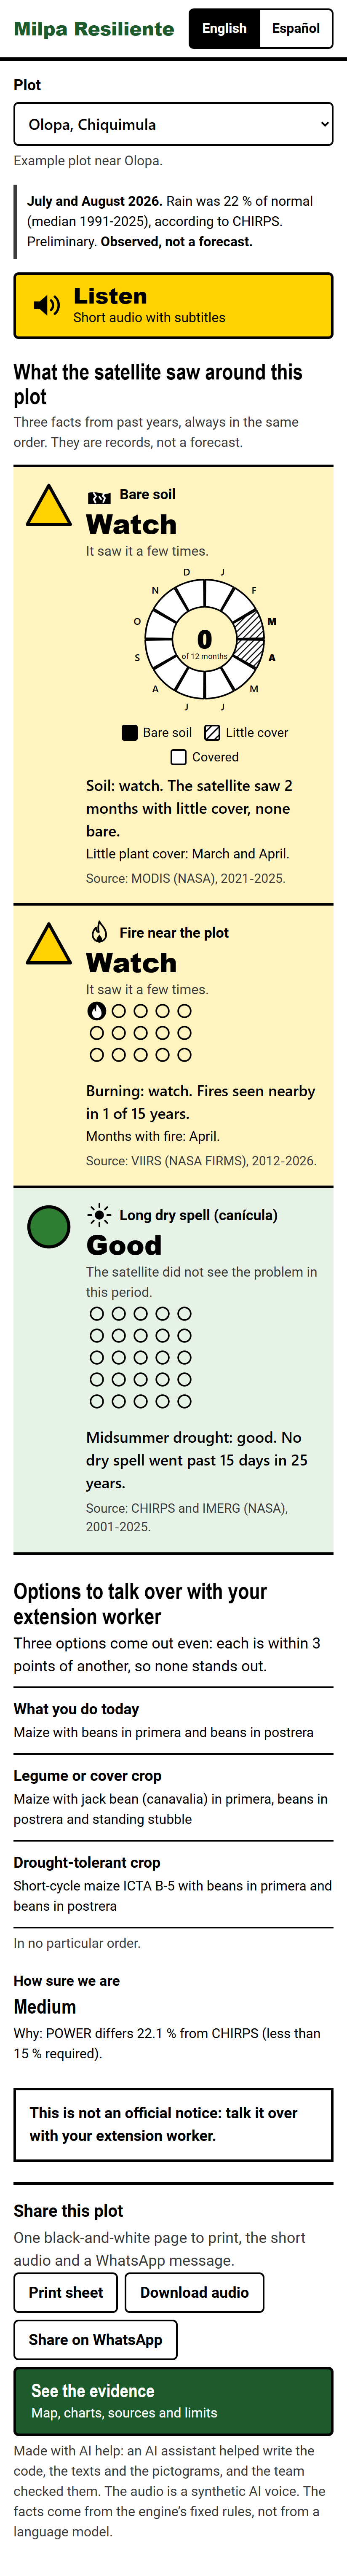 Milpa Resiliente
English
Español
Plot
Olopa, Chiquimula
Example plot near Olopa.
July and August 2026. Rain was 22 % of normal
(median 1991-2025), according to CHIRPS.
Preliminary. Observed, not a forecast.
Listen
Short audio with subtitles
What the satellite saw around this
plot
Three facts from past years, always in the same
order. They are records, not a forecast.
Bare soil
Watch
It saw it a few times.
D J
N F
O M
0
of 12 months
S A
A M
J J
Bare soil
Little cover
Covered
Soil: watch. The satellite saw 2
months with little cover, none
bare.
Little plant cover: March and April.
Source: MODIS (NASA), 2021-2025.
Fire near the plot
Watch
It saw it a few times.
Burning: watch. Fires seen nearby
in 1 of 15 years.
Months with fire: April.
Source: VIIRS (NASA FIRMS), 2012-2026.
Long dry spell (canícula)
Good
The satellite did not see the problem in
this period.
Midsummer drought: good. No
dry spell went past 15 days in 25
years.
Source: CHIRPS and IMERG (NASA),
2001-2025.
Options to talk over with your
extension worker
Three options come out even: each is within 3
points of another, so none stands out.
What you do today
Maize with beans in primera and beans in postrera
Legume or cover crop
Maize with jack bean (canavalia) in primera, beans in
postrera and standing stubble
Drought-tolerant crop
Short-cycle maize ICTA B-5 with beans in primera and
beans in postrera
In no particular order.
How sure we are
Medium
Why: POWER differs 22.1 % from CHIRPS (less than
15 % required).
This is not an official notice: talk it over
with your extension worker.
Share this plot
One black-and-white page to print, the short
audio and a WhatsApp message.
Print sheet
Download audio
Share on WhatsApp
See the evidence
Map, charts, sources and limits
Made with AI help: an AI assistant helped write the
code, the texts and the pictograms, and the team
checked them. The audio is a synthetic AI voice. The
facts come from the engine's fixed rules, not from a
language model.